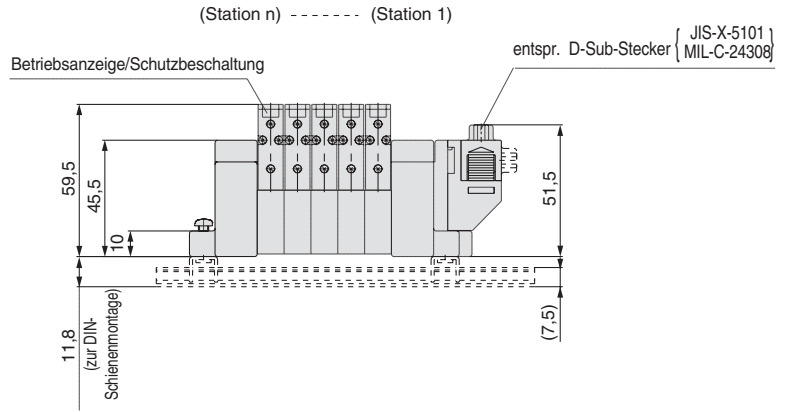 (Station n) ------ (Station 1)
entspr. D-Sub-Stecker { JIS-X-5101
MIL-C-24308 }
Betriebsanzeige/Schutzbeschaltung
59,5
45,5
10
51,5
11,8
(zur DIN-
Schienenmontage)
(7,5)